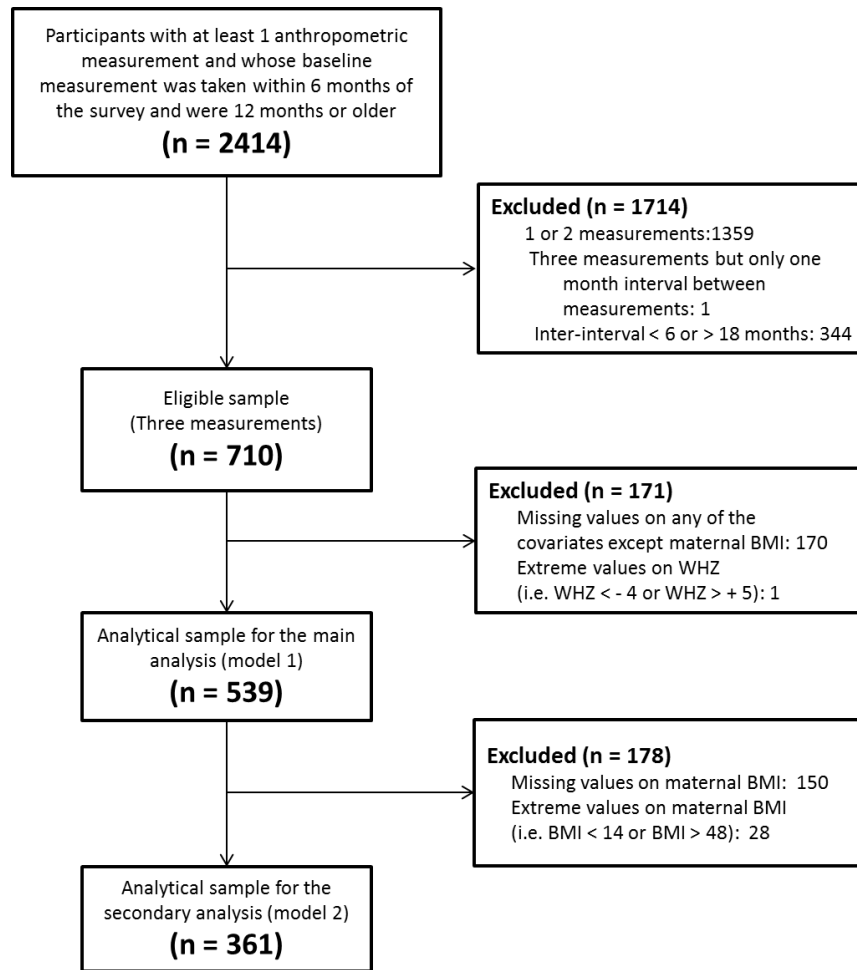 Participants with at least 1 anthropometric
measurement and whose baseline
measurement was taken within 6 months of
the survey and were 12 months or older
(n = 2414)
Excluded (n = 1714)
1 or 2 measurements:1359
Three measurements but only one
month interval between
measurements: 1
Inter-interval < 6 or > 18 months: 344
Eligible sample
(Three measurements)
(n = 710)
Excluded (n = 171)
Missing values on any of the
covariates except maternal BMI: 170
Extreme values on WHZ
(i.e. WHZ < - 4 or WHZ > + 5): 1
Analytical sample for the main
analysis (model 1)
(n = 539)
Excluded (n = 178)
Missing values on maternal BMI: 150
Extreme values on maternal BMI
(i.e. BMI < 14 or BMI > 48): 28
Analytical sample for the
secondary analysis (model 2)
(n = 361)